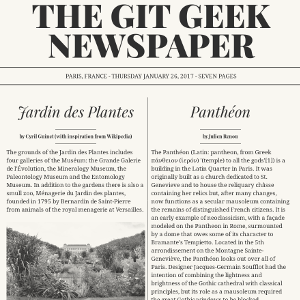 THE GIT GEEK
NEWSPAPER
PARIS, FRANCE - THURSDAY JANUARY 26, 2017 - SEVEN PAGES
Jardin des Plantes
by Cyril Guinet (with inspiration from Wikipedia)
The grounds of the Jardin des Plantes includes
four galleries of the Muséum: the Grande Galerie
de l'Évolution, the Mineralogy Museum, the
Paleontology Museum and the Entomology
Museum. In addition to the gardens there is also a
small zoo, Ménagerie du Jardin des plantes,
founded in 1795 by Bernardin de Saint-Pierre
from animals of the royal menagerie at Versailles.
Panthéon
by Julien
The Panthéon (Latin: pantheon, from Greek
πάνθειον (ἱερόν) '(temple) to all the gods'[1]) is a
building in the Latin Quarter in Paris. It was
originally built as a church dedicated to St.
Genevieve and to house the reliquary châsse
containing her relics but, after many changes,
now functions as a secular mausoleum containing
the remains of distinguished French citizens. It is
an early example of neoclassicism, with a façade
modeled on the Pantheon in Rome, surmounted
by a dome that owes some of its character to
Bramante's Tempietto. Located in the 5th
arrondissement on the Montagne Sainte-
Geneviève, the Panthéon looks out over all of
Paris. Designer Jacques-Germain Soufflot had the
intention of combining the lightness and
brightness of the Gothic cathedral with classical
principles, but its role as a mausoleum required
the great Gothic windows to be blocked